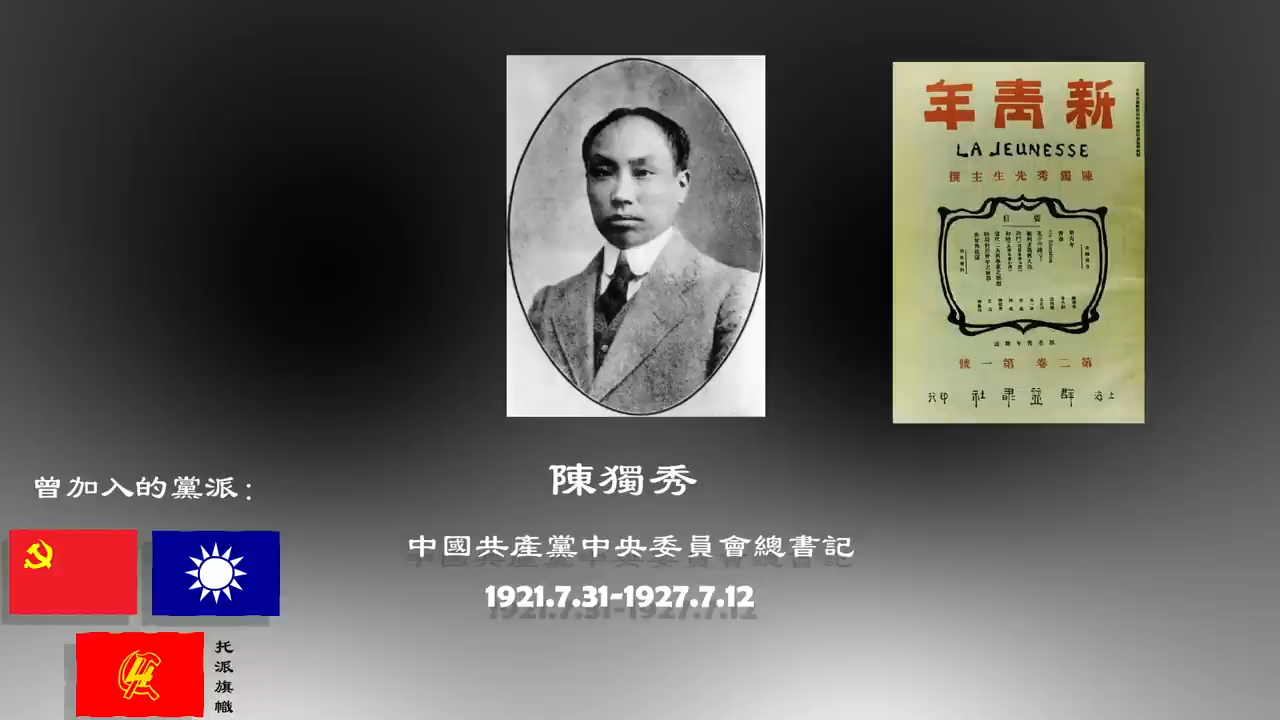 新青年
LA JEUNESSE
陳獨秀先生主撰
要目
第二卷 第一號
上海 群益書社 印行
曾加入的黨派：
陳獨秀
中國共產黨中央委員會總書記
1921.7.31-1927.7.12
托派旗幟